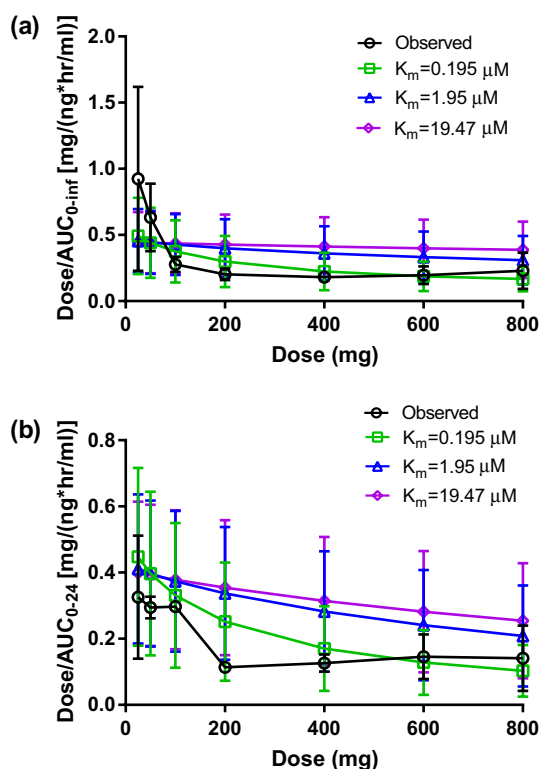 (a)
Dose/AUC0-inf [mg/(ng*hr/ml)]
2.0
1.5
1.0
0.5
0.0
Observed
Km=0.195 μM
Km=1.95 μM
Km=19.47 μM
0 200 400 600 800
Dose (mg)
(b)
Dose/AUC0-24 [mg/(ng*hr/ml)]
0.8
0.6
0.4
0.2
0.0
Observed
Km=0.195 μM
Km=1.95 μM
Km=19.47 μM
0 200 400 600 800
Dose (mg)